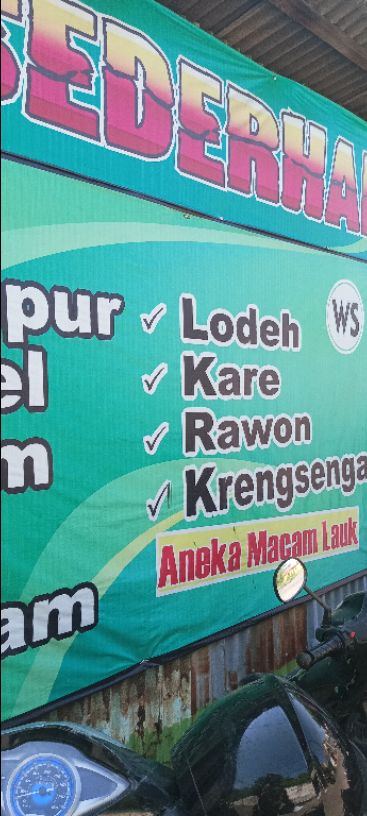 SEDERHA
pur
✓ Lodeh
WS
el
✓ Kare
m
✓ Rawon
✓ Krengsenga
Aneka Macam Lauk
am